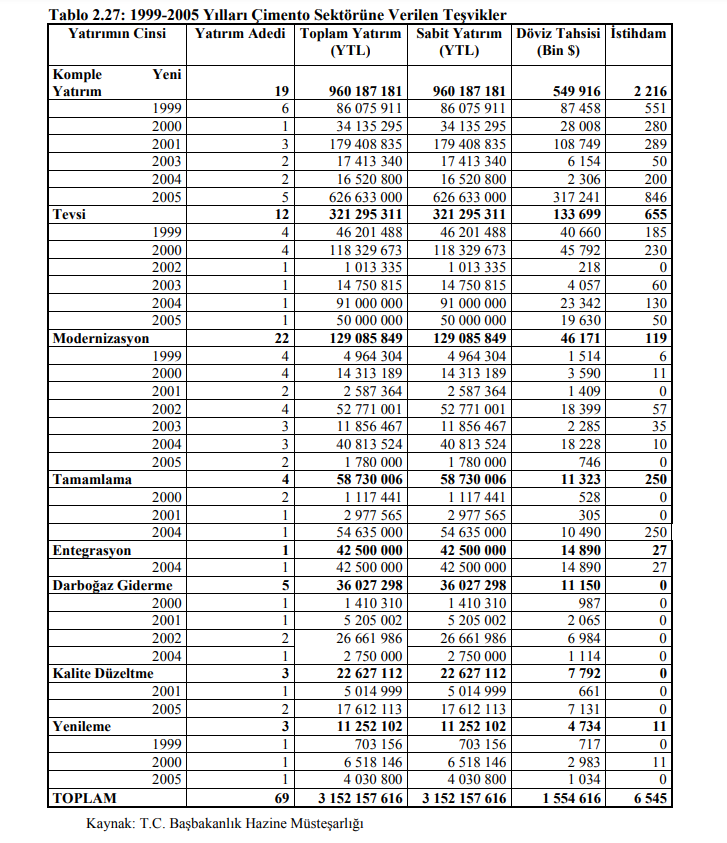 Tablo 2.27: 1999-2005 Yılları Çimento Sektörüne Verilen Teşvikler
Yatırımın Cinsi Yatırım Adedi Toplam Yatırım (YTL) Sabit Yatırım (YTL) Döviz Tahsisi (Bin $) İstihdam
Komple Yeni
Yatırım 19 960 187 181 960 187 181 549 916 2 216
1999 6 86 075 911 86 075 911 87 458 551
2000 1 34 135 295 34 135 295 28 008 280
2001 3 179 408 835 179 408 835 108 749 289
2003 2 17 413 340 17 413 340 6 154 50
2004 2 16 520 800 16 520 800 2 306 200
2005 5 626 633 000 626 633 000 317 241 846
Tevsi 12 321 295 311 321 295 311 133 699 655
1999 4 46 201 488 46 201 488 40 660 185
2000 4 118 329 673 118 329 673 45 792 230
2002 1 1 013 335 1 013 335 218 0
2003 1 14 750 815 14 750 815 4 057 60
2004 1 91 000 000 91 000 000 23 342 130
2005 1 50 000 000 50 000 000 19 630 50
Modernizasyon 22 129 085 849 129 085 849 46 171 119
1999 4 4 964 304 4 964 304 1 514 6
2000 4 14 313 189 14 313 189 3 590 11
2001 2 2 587 364 2 587 364 1 409 0
2002 4 52 771 001 52 771 001 18 399 57
2003 3 11 856 467 11 856 467 2 285 35
2004 3 40 813 524 40 813 524 18 228 10
2005 2 1 780 000 1 780 000 746 0
Tamamlama 4 58 730 006 58 730 006 11 323 250
2000 2 1 117 441 1 117 441 528 0
2001 1 2 977 565 2 977 565 305 0
2004 1 54 635 000 54 635 000 10 490 250
Entegrasyon 1 42 500 000 42 500 000 14 890 27
2004 1 42 500 000 42 500 000 14 890 27
Darboğaz Giderme 5 36 027 298 36 027 298 11 150 0
2000 1 1 410 310 1 410 310 987 0
2001 1 5 205 002 5 205 002 2 065 0
2002 2 26 661 986 26 661 986 6 984 0
2004 1 2 750 000 2 750 000 1 114 0
Kalite Düzeltme 3 22 627 112 22 627 112 7 792 0
2001 1 5 014 999 5 014 999 661 0
2005 2 17 612 113 17 612 113 7 131 0
Yenileme 3 11 252 102 11 252 102 4 734 11
1999 1 703 156 703 156 717 0
2000 1 6 518 146 6 518 146 2 983 11
2005 1 4 030 800 4 030 800 1 034 0
TOPLAM 69 3 152 157 616 3 152 157 616 1 554 616 6 545
Kaynak: T.C. Başbakanlık Hazine Müsteşarlığı